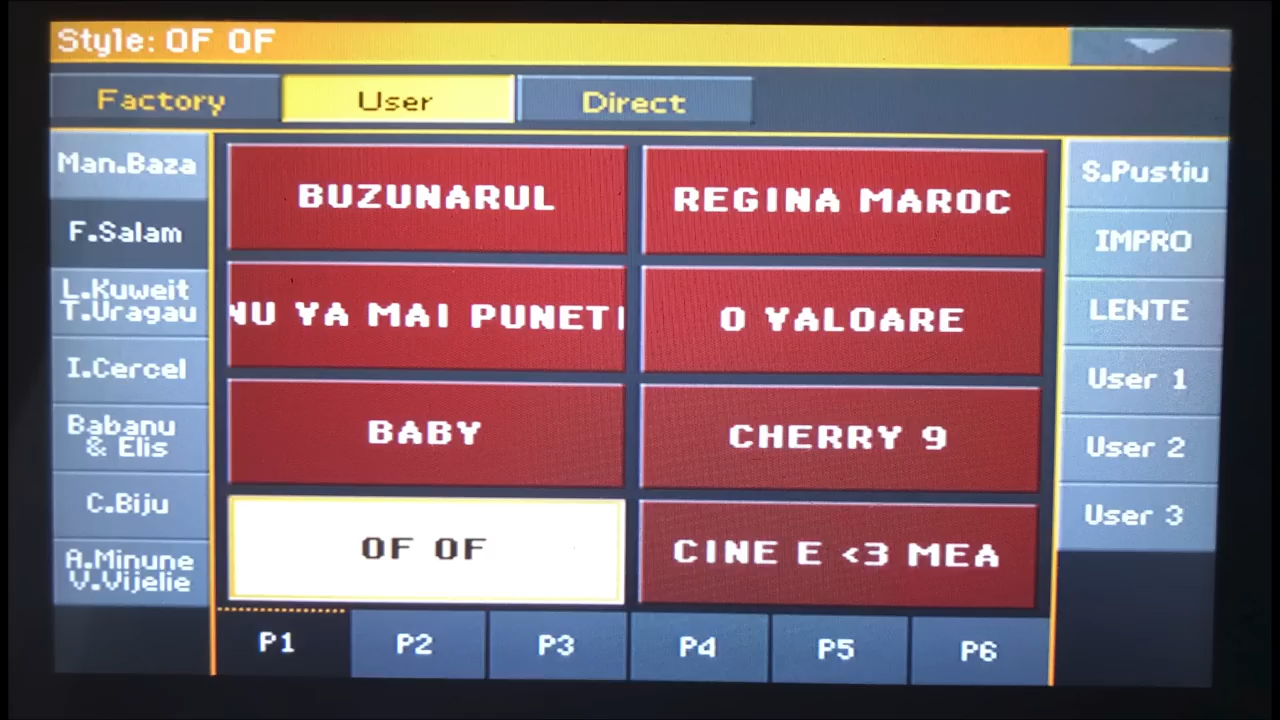 Style: OF OF
Factory
User
Direct
Man.Baza
F.Salam
L.Kuweit
T.Uragau
I.Cercel
Babanu
& Elis
C.Biju
A.Minune
V.Vijelie
BUZUNARUL
REGINA MAROC
NU VA MAI PUNETI
O VALOARE
BABY
CHERRY 9
OF OF
CINE E <3 MEA
S.Pustiu
IMPRO
LENTE
User 1
User 2
User 3
P1
P2
P3
P4
P5
P6